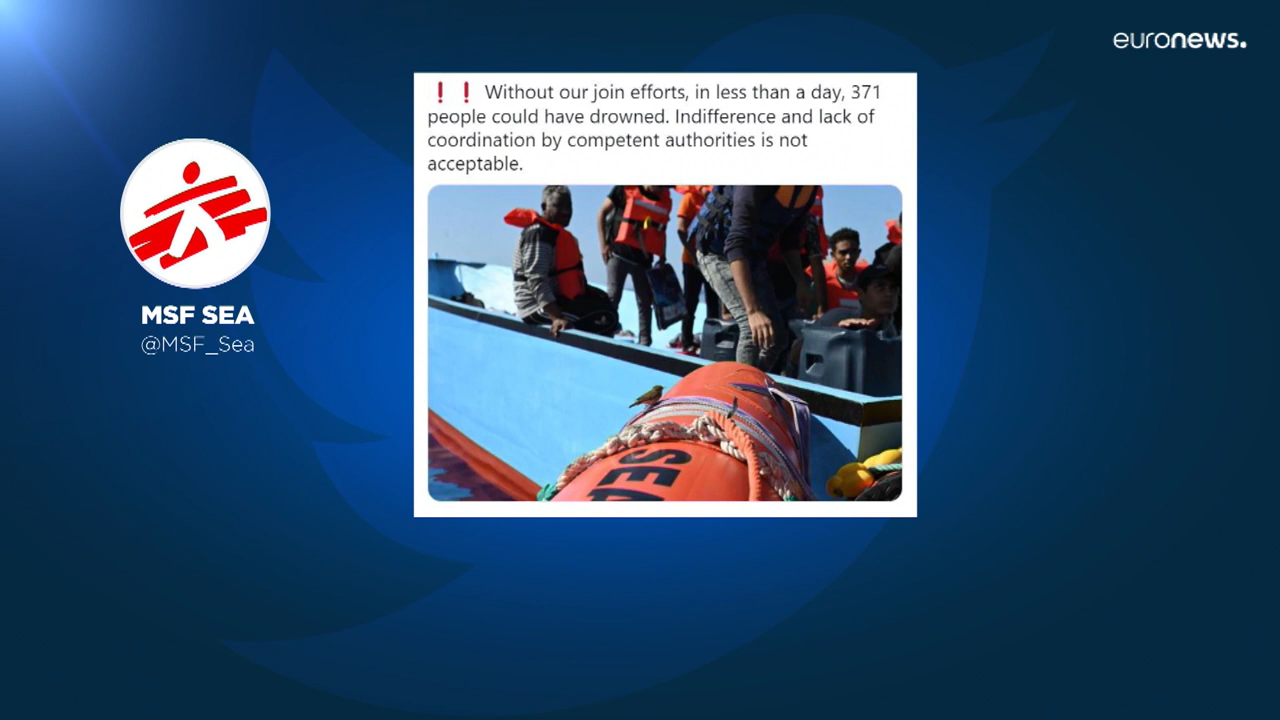 euronews.
❗❗ Without our join efforts, in less than a day, 371
people could have drowned. Indifference and lack of
coordination by competent authorities is not
acceptable.
MSF SEA
@MSF_Sea
SEA